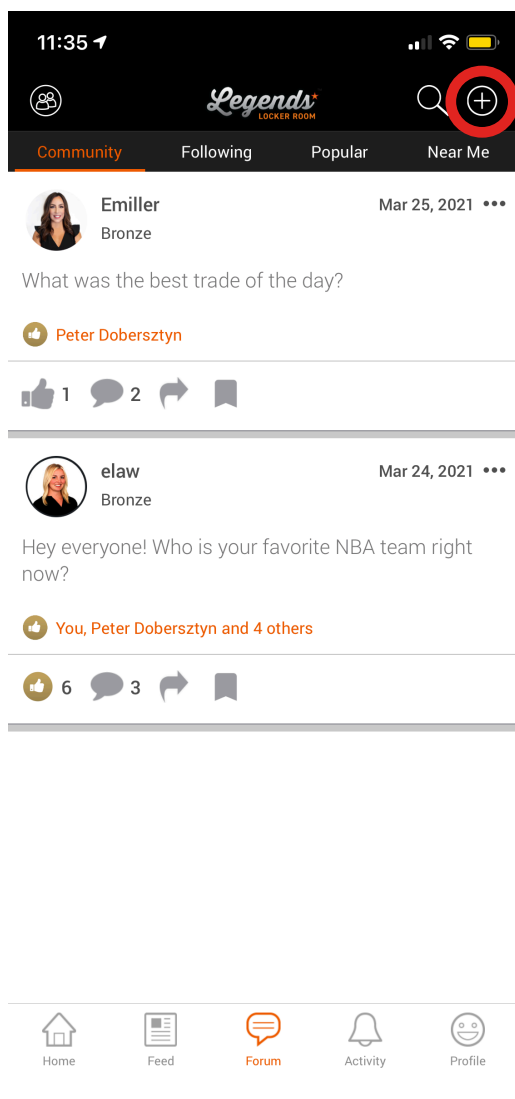 11:35
Legends
LOCKER ROOM
Community Following Popular Near Me
Emiller Mar 25, 2021
Bronze
What was the best trade of the day?
Peter Dobersztyn
1 2
elaw Mar 24, 2021
Bronze
Hey everyone! Who is your favorite NBA team right
now?
You, Peter Dobersztyn and 4 others
6 3
Home Feed Forum Activity Profile